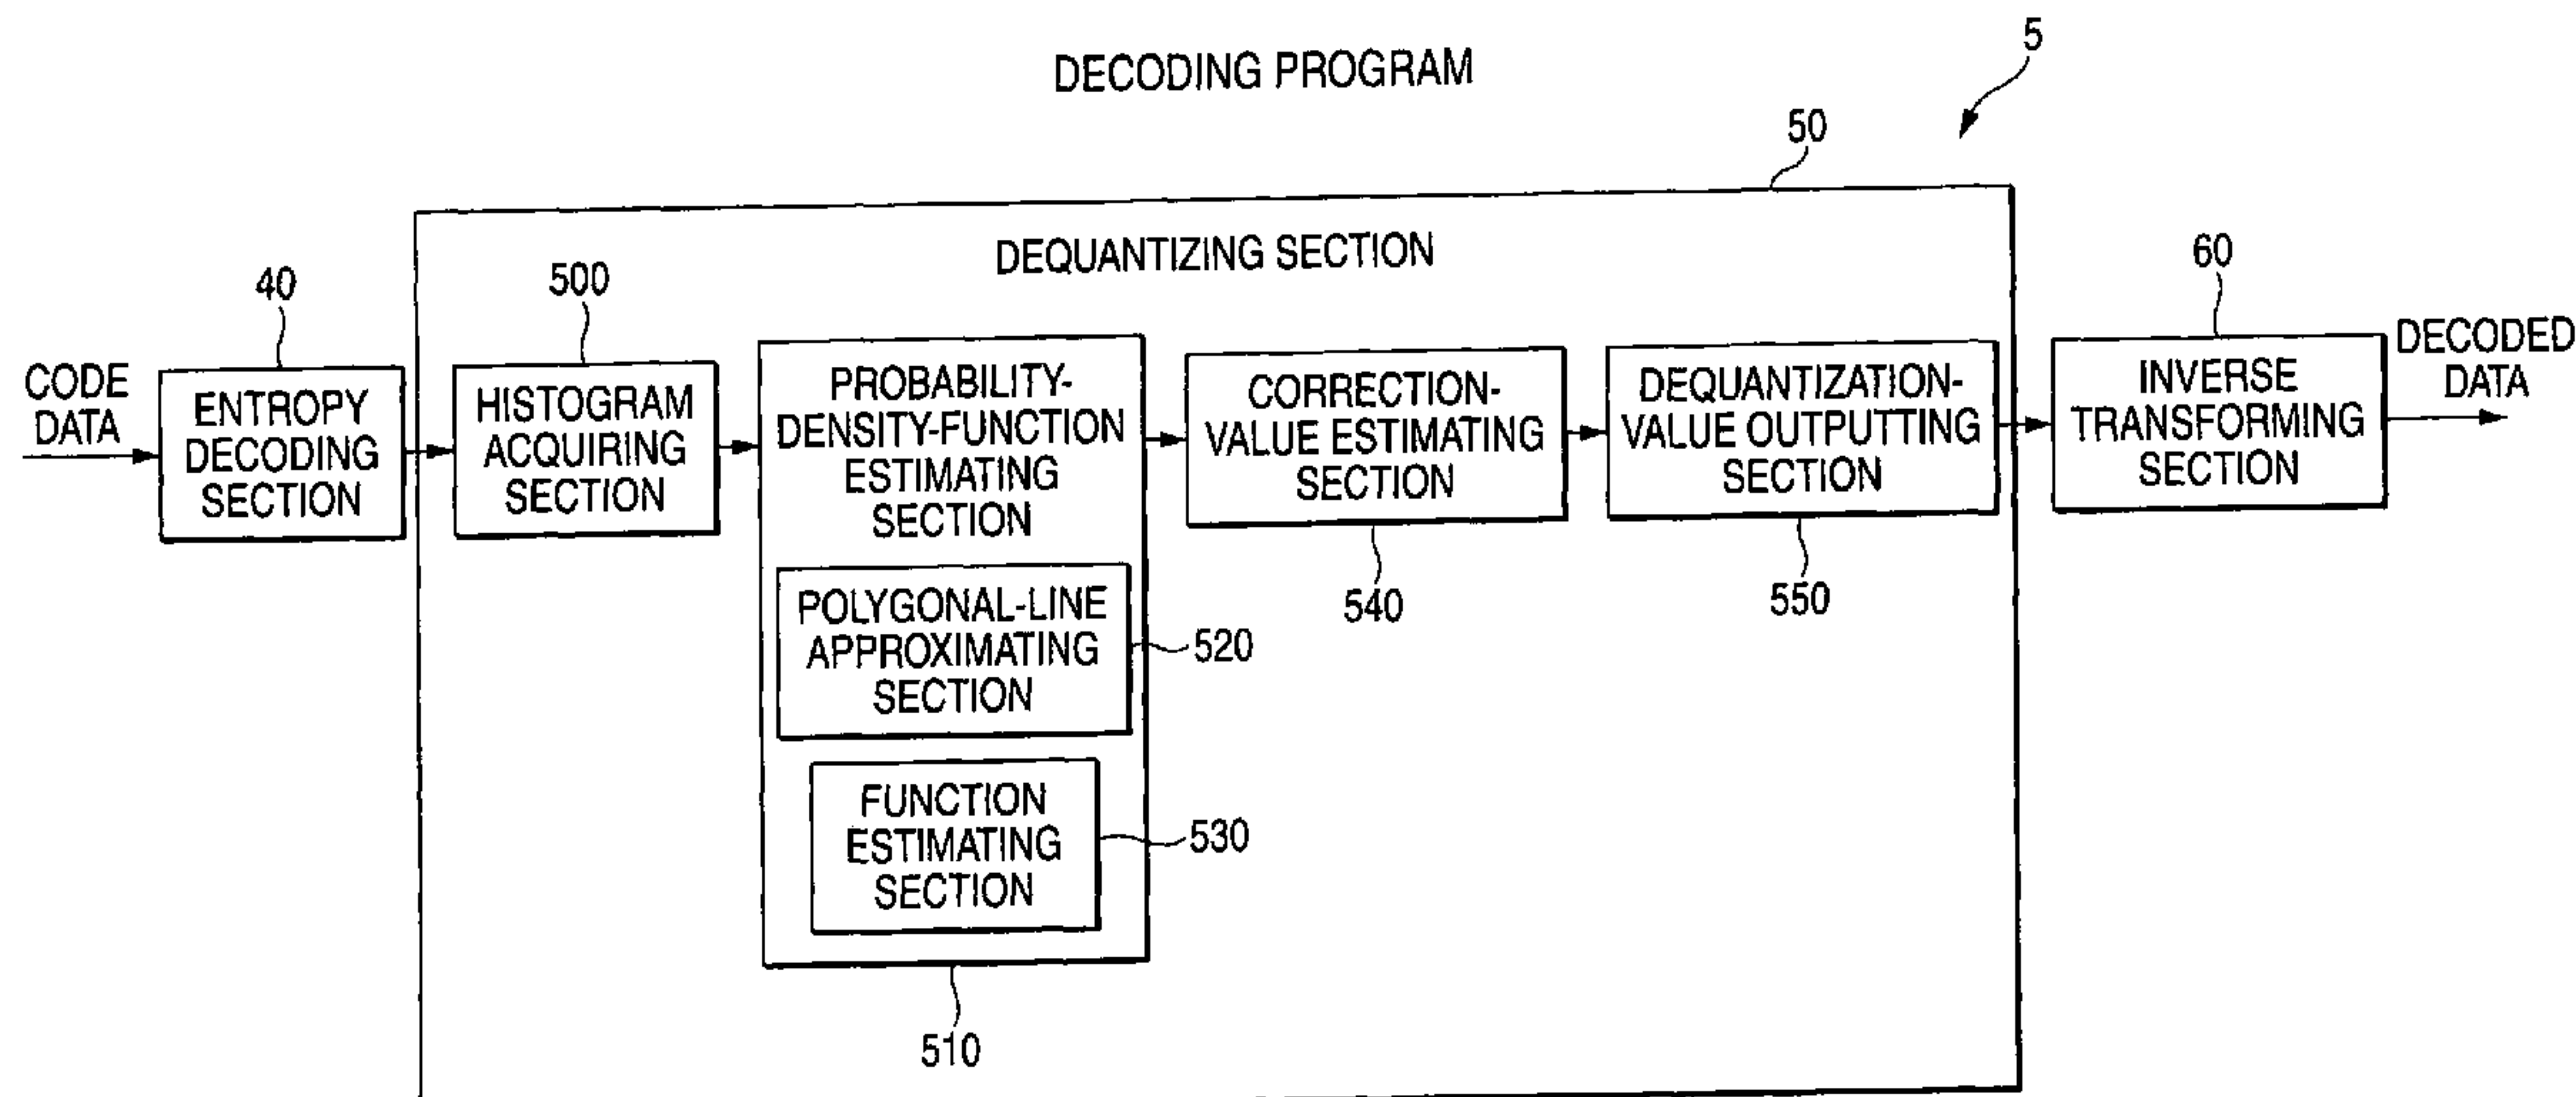 DECODING PROGRAM
5
50
DEQUANTIZING SECTION
40
500
60
CODE
DATA
ENTROPY
DECODING
SECTION
HISTOGRAM
ACQUIRING
SECTION
PROBABILITY-
DENSITY-FUNCTION
ESTIMATING
SECTION
CORRECTION-
VALUE ESTIMATING
SECTION
DEQUANTIZATION-
VALUE OUTPUTTING
SECTION
INVERSE
TRANSFORMING
SECTION
DECODED
DATA
540
550
POLYGONAL-LINE
APPROXIMATING
SECTION
520
FUNCTION
ESTIMATING
SECTION
530
510